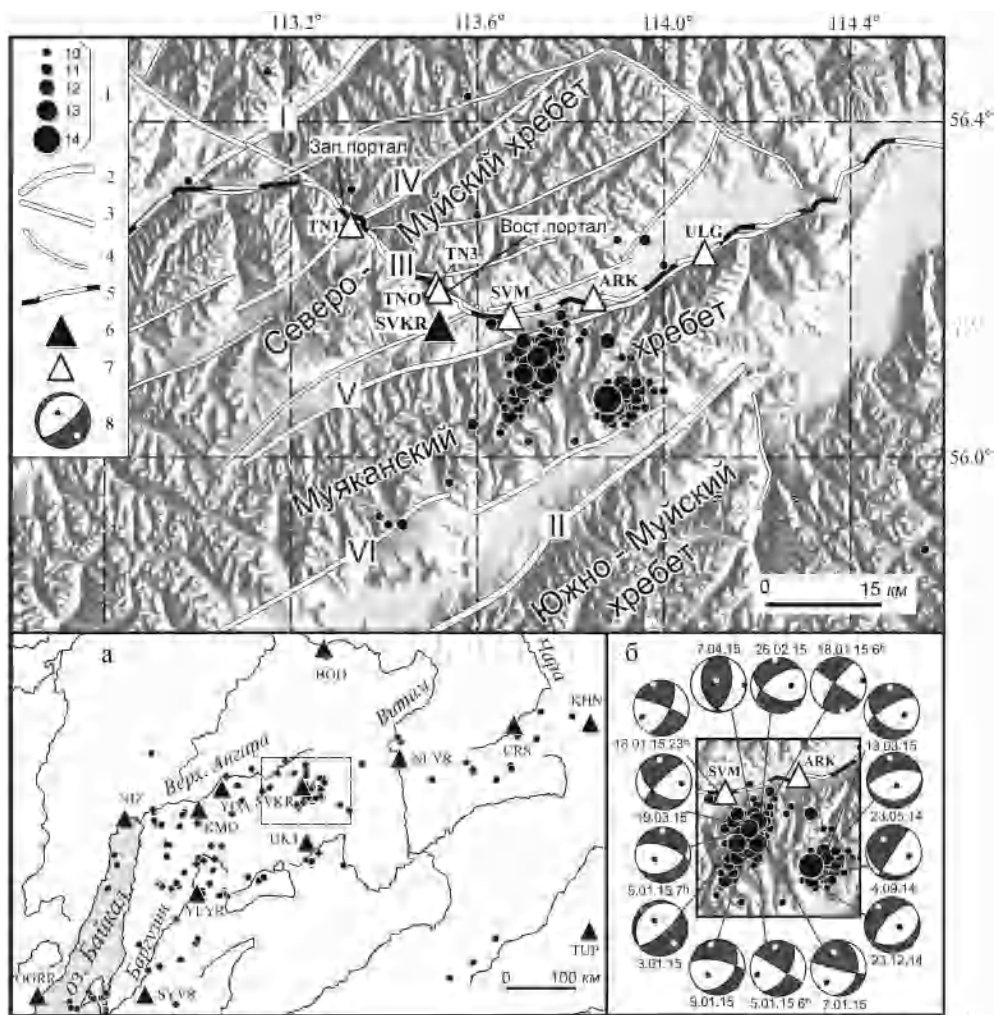 113.2° 113.6° 114.0° 114.4°
10
11
12
13
14
1
2
3
4
5
6
7
8
I
Зап.портал
IV
Муйский хребет
56.4°
TN1
Вост.портал
ULG
III
TN3
TNO
SVM
ARK
Северо-
SVKR
хребет
V
Муяканский
56.0°
II
VI
Южно - Муйский
хребет
0 15 км
а
BOD
Витим
Чара
KHN
CRS
Верх. Ангара
NIZ
SVKR
KMO
UK1
YLYR
оз. Байкал
Баргузин
TUP
OGRR
SYVR
0 100 км
б
7.04.15
26.02.15
18.01.15 6ʰ
18.01.15 23ʰ
13.03.15
SVM
ARK
19.03.15
23.05.14
5.01.15 7ʰ
4.09.14
3.01.15
23.12.14
9.01.15
5.01.15 6ʰ
7.01.15